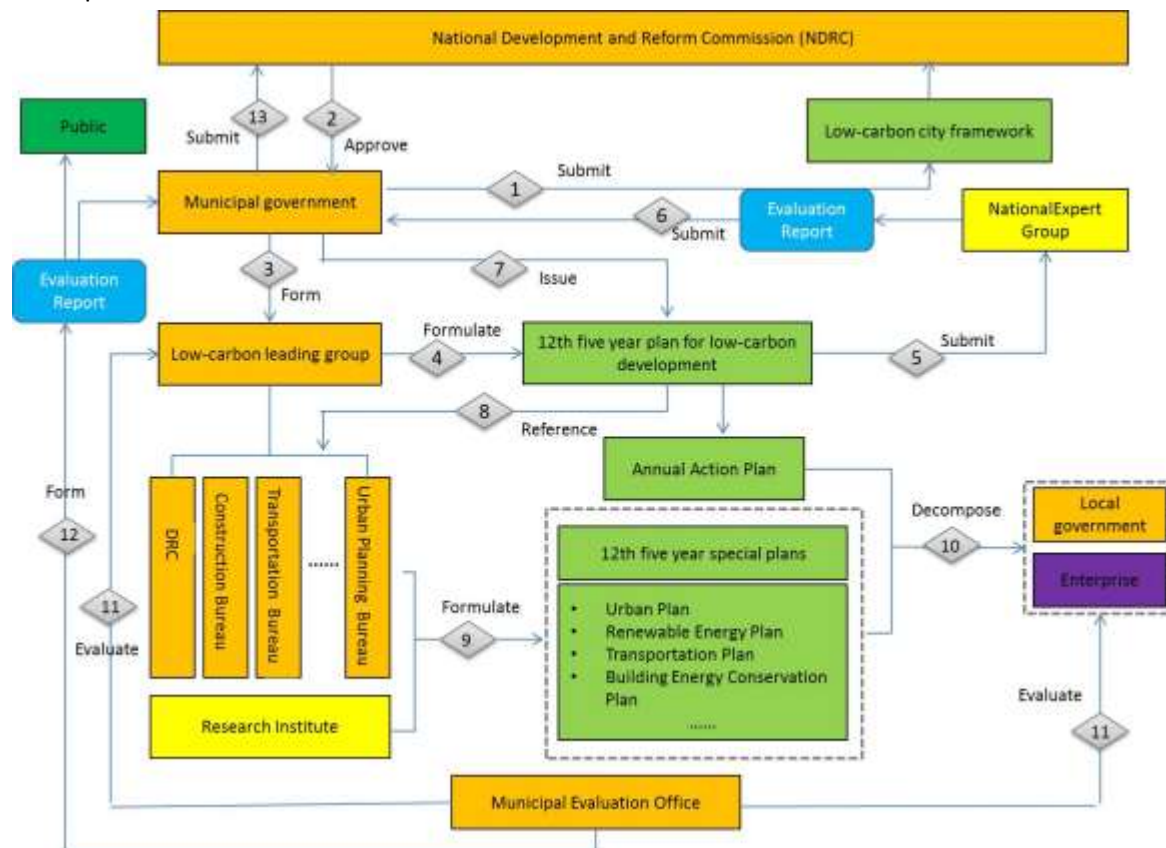 National Development and Reform Commission (NDRC)
Public
13
Submit
2
Approve
Low-carbon city framework
Municipal government
1
Submit
6
Submit
Evaluation
Report
NationalExpert
Group
Evaluation
Report
3
Form
7
Issue
Low-carbon leading group
Formulate
4
12th five year plan for low-carbon
development
5
Submit
8
Reference
Annual Action Plan
DRC
Construction Bureau
Transportation Bureau
......
Urban Planning Bureau
Form
12
11
Evaluate
Formulate
9
12th five year special plans
• Urban Plan
• Renewable Energy Plan
• Transportation Plan
• Building Energy Conservation
Plan
......
Decompose
10
Local
government
Enterprise
Research Institute
Evaluate
11
Municipal Evaluation Office